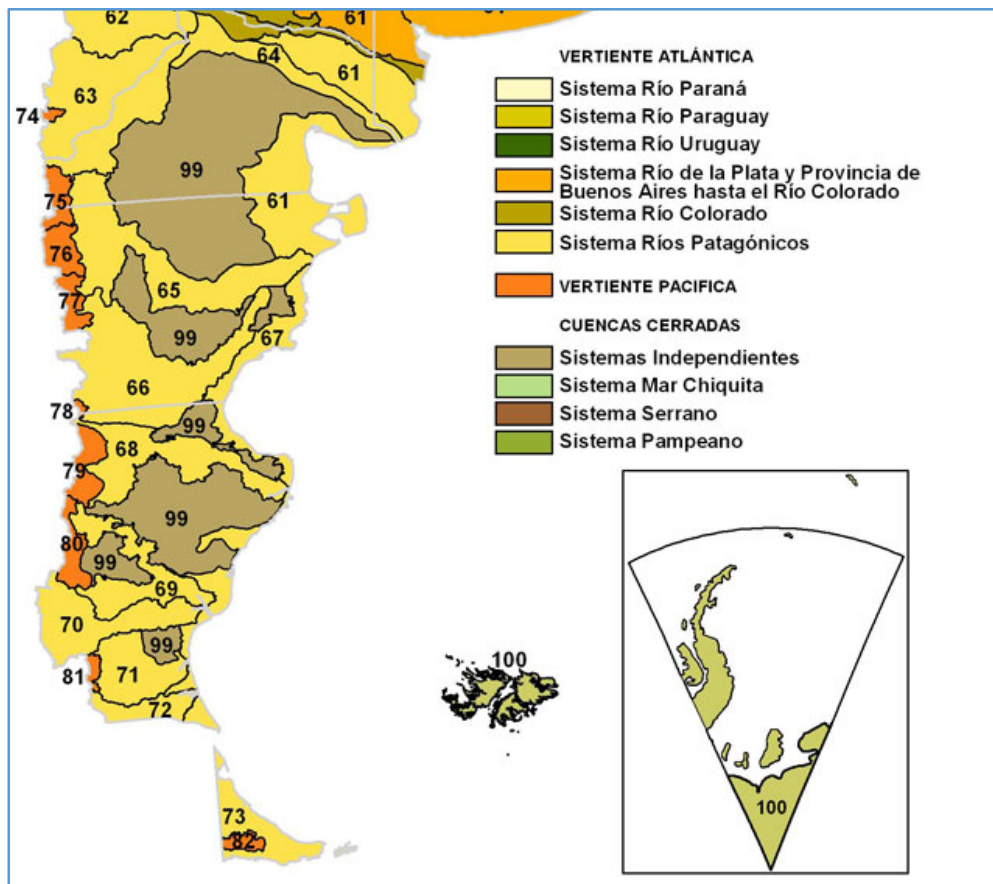 62
61
64
61
63
74
99
75
61
76
65
77
99
67
66
78
99
68
79
99
80
99
69
70
99
81
71
72
73
82
100
VERTIENTE ATLÁNTICA
Sistema Río Paraná
Sistema Río Paraguay
Sistema Río Uruguay
Sistema Río de la Plata y Provincia de
Buenos Aires hasta el Río Colorado
Sistema Río Colorado
Sistema Ríos Patagónicos
VERTIENTE PACIFICA
CUENCAS CERRADAS
Sistemas Independientes
Sistema Mar Chiquita
Sistema Serrano
Sistema Pampeano
100